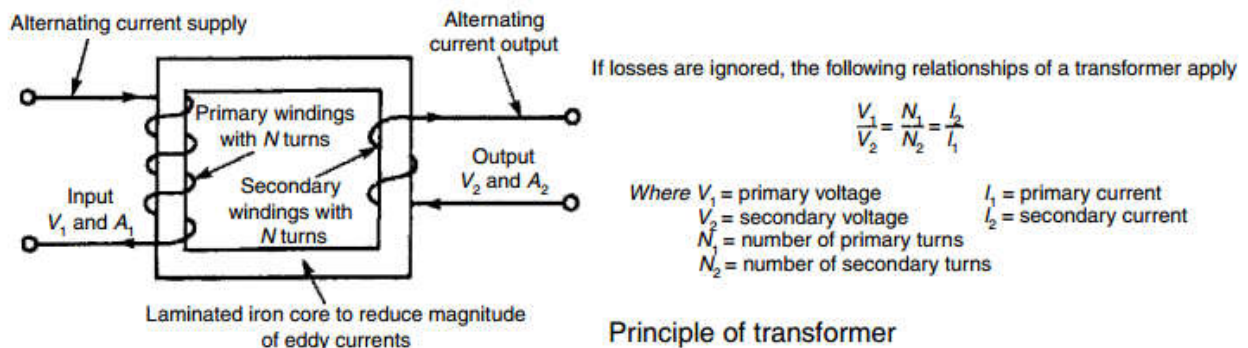 Alternating current supply
Alternating
current output
Primary windings
with N turns
Input
V₁ and A₁
Secondary
windings with
N turns
Output
V₂ and A₂
Laminated iron core to reduce magnitude
of eddy currents
If losses are ignored, the following relationships of a transformer apply
V₁/V₂ = N₁/N₂ = I₂/I₁
Where V₁ = primary voltage I₁ = primary current
V₂ = secondary voltage I₂ = secondary current
N₁ = number of primary turns
N₂ = number of secondary turns
Principle of transformer